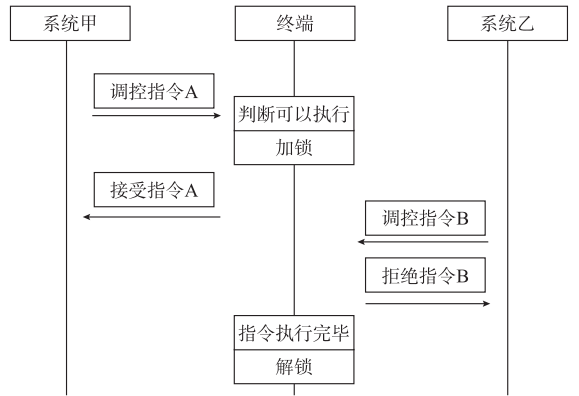 系统甲
终端
系统乙
调控指令A
判断可以执行
加锁
接受指令A
调控指令B
拒绝指令B
指令执行完毕
解锁